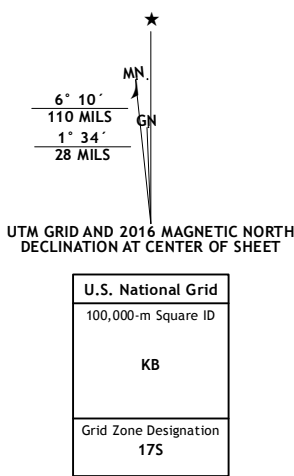 MN.
6° 10´
110 MILS
GN
1° 34´
28 MILS
UTM GRID AND 2016 MAGNETIC NORTH
DECLINATION AT CENTER OF SHEET
U.S. National Grid
100,000-m Square ID
KB
Grid Zone Designation
17S